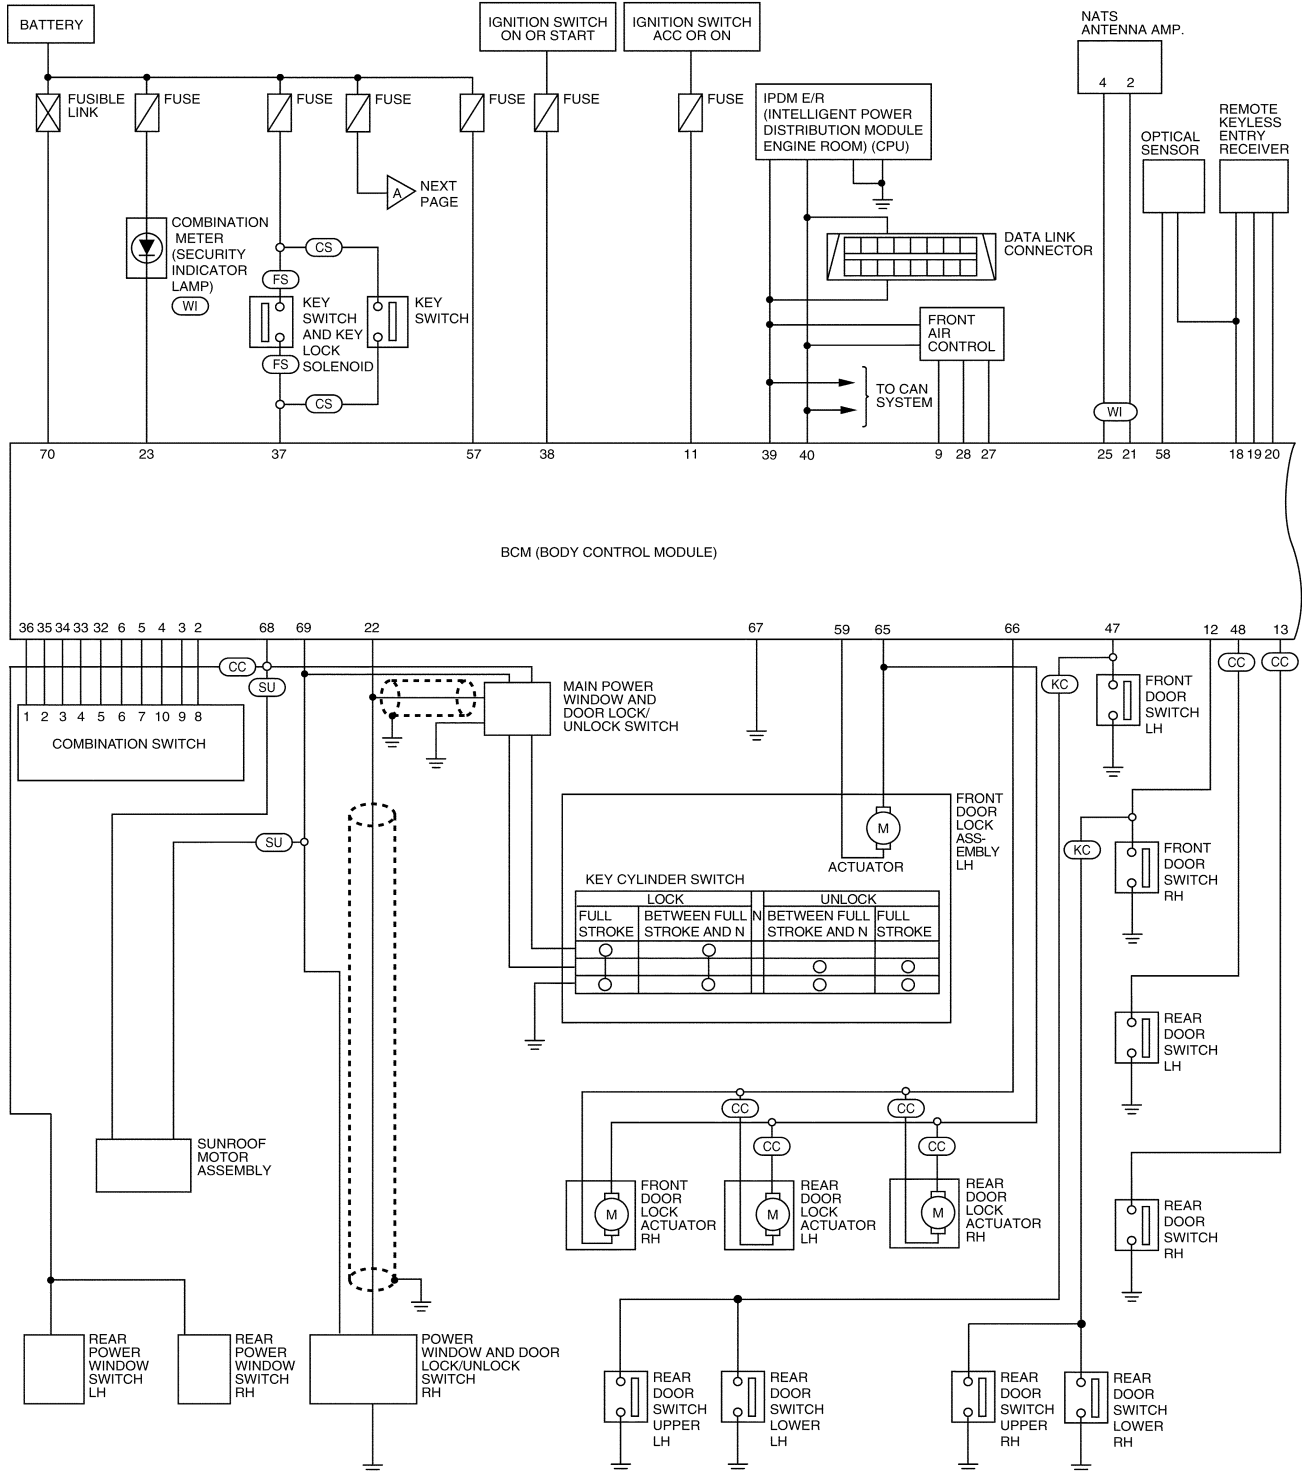 BATTERY
IGNITION SWITCH
ON OR START
IGNITION SWITCH
ACC OR ON
NATS
ANTENNA AMP.
4 2
FUSIBLE
LINK
FUSE
FUSE
FUSE
FUSE
FUSE
FUSE
IPDM E/R
(INTELLIGENT POWER
DISTRIBUTION MODULE
ENGINE ROOM) (CPU)
OPTICAL
SENSOR
REMOTE
KEYLESS
ENTRY
RECEIVER
A
NEXT
PAGE
COMBINATION
METER
(SECURITY
INDICATOR
LAMP)
WI
CS
FS
KEY
SWITCH
AND KEY
LOCK
SOLENOID
FS
CS
KEY
SWITCH
DATA LINK
CONNECTOR
FRONT
AIR
CONTROL
TO CAN
SYSTEM
WI
70 23 37 57 38 11 39 40 9 28 27 25 21 58 18 19 20
BCM (BODY CONTROL MODULE)
36 35 34 33 32 6 5 4 3 2 68 69 22 67 59 65 66 47 12 48 13
CC
SU
CC
CC
KC
1 2 3 4 5 6 7 10 9 8
COMBINATION SWITCH
MAIN POWER
WINDOW AND
DOOR LOCK/
UNLOCK SWITCH
FRONT
DOOR
SWITCH
LH
SU
M
ACTUATOR
FRONT
DOOR
LOCK
ASS-
EMBLY
LH
KC
FRONT
DOOR
SWITCH
RH
KEY CYLINDER SWITCH
LOCK UNLOCK
FULL
STROKE
BETWEEN FULL
STROKE AND N
N
BETWEEN FULL
STROKE AND N
FULL
STROKE
REAR
DOOR
SWITCH
LH
CC
CC
CC
CC
SUNROOF
MOTOR
ASSEMBLY
M
FRONT
DOOR
LOCK
ACTUATOR
RH
M
REAR
DOOR
LOCK
ACTUATOR
LH
M
REAR
DOOR
LOCK
ACTUATOR
RH
REAR
DOOR
SWITCH
RH
REAR
POWER
WINDOW
SWITCH
LH
REAR
POWER
WINDOW
SWITCH
RH
POWER
WINDOW AND DOOR
LOCK/UNLOCK
SWITCH
RH
REAR
DOOR
SWITCH
UPPER
LH
REAR
DOOR
SWITCH
LOWER
LH
REAR
DOOR
SWITCH
UPPER
RH
REAR
DOOR
SWITCH
LOWER
RH